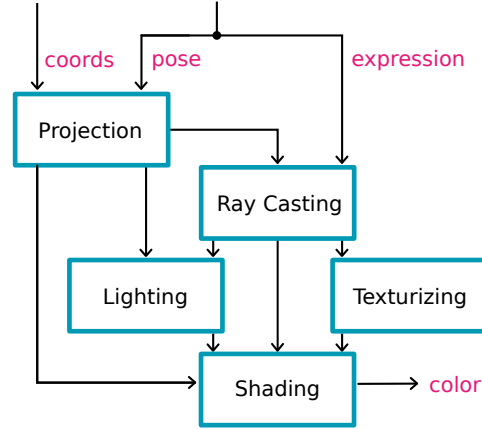 coords
pose
expression
Projection
Ray Casting
Lighting
Texturizing
Shading
color